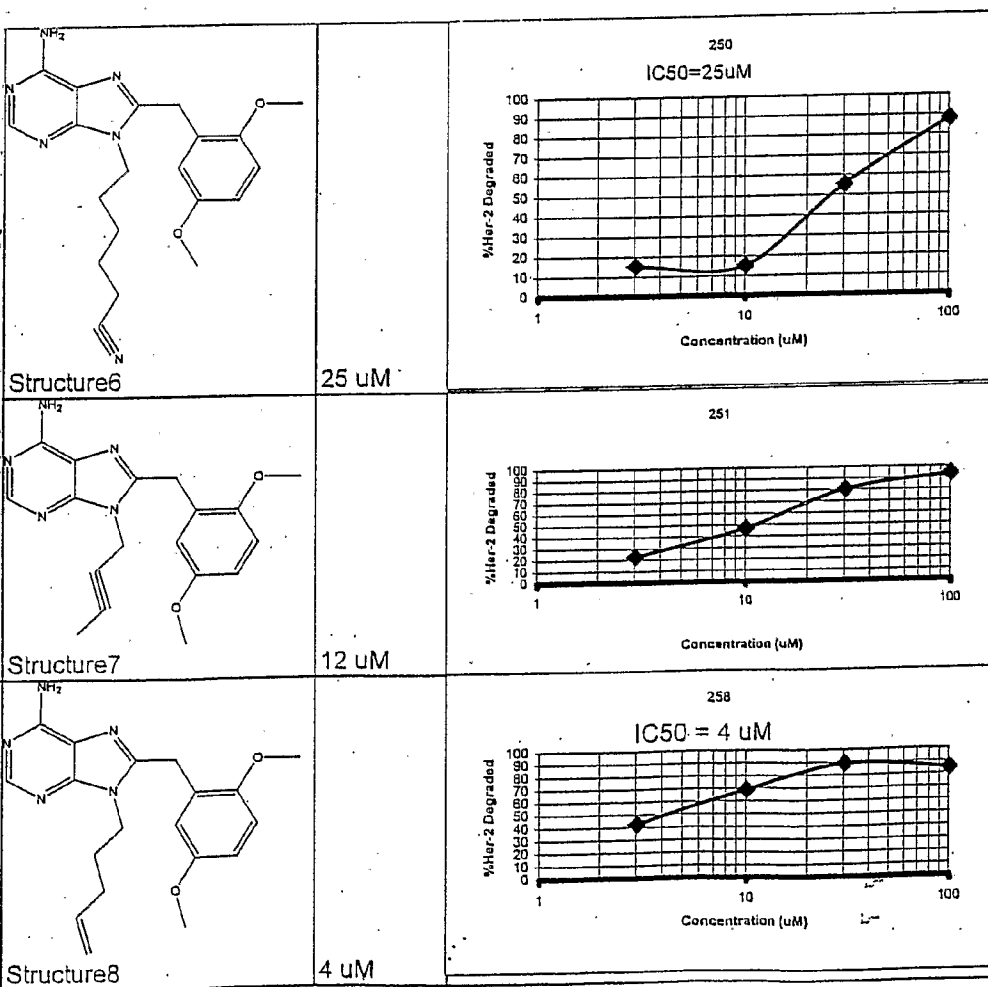 NH2
N
N
N
N
O
O
N
Structure6
25 uM
250
IC50=25uM
%Her-2 Degraded
100
90
80
70
60
50
40
30
20
10
0
1
10
100
Concentration (uM)
NH2
N
N
N
N
O
O
Structure7
12 uM
251
%Her-2 Degraded
100
90
80
70
60
50
40
30
20
10
0
1
10
100
Concentration (uM)
NH2
N
N
N
N
O
O
Structure8
4 uM
258
IC50 = 4 uM
%Her-2 Degraded
100
90
80
70
60
50
40
30
20
10
0
1
10
100
Concentration (uM)